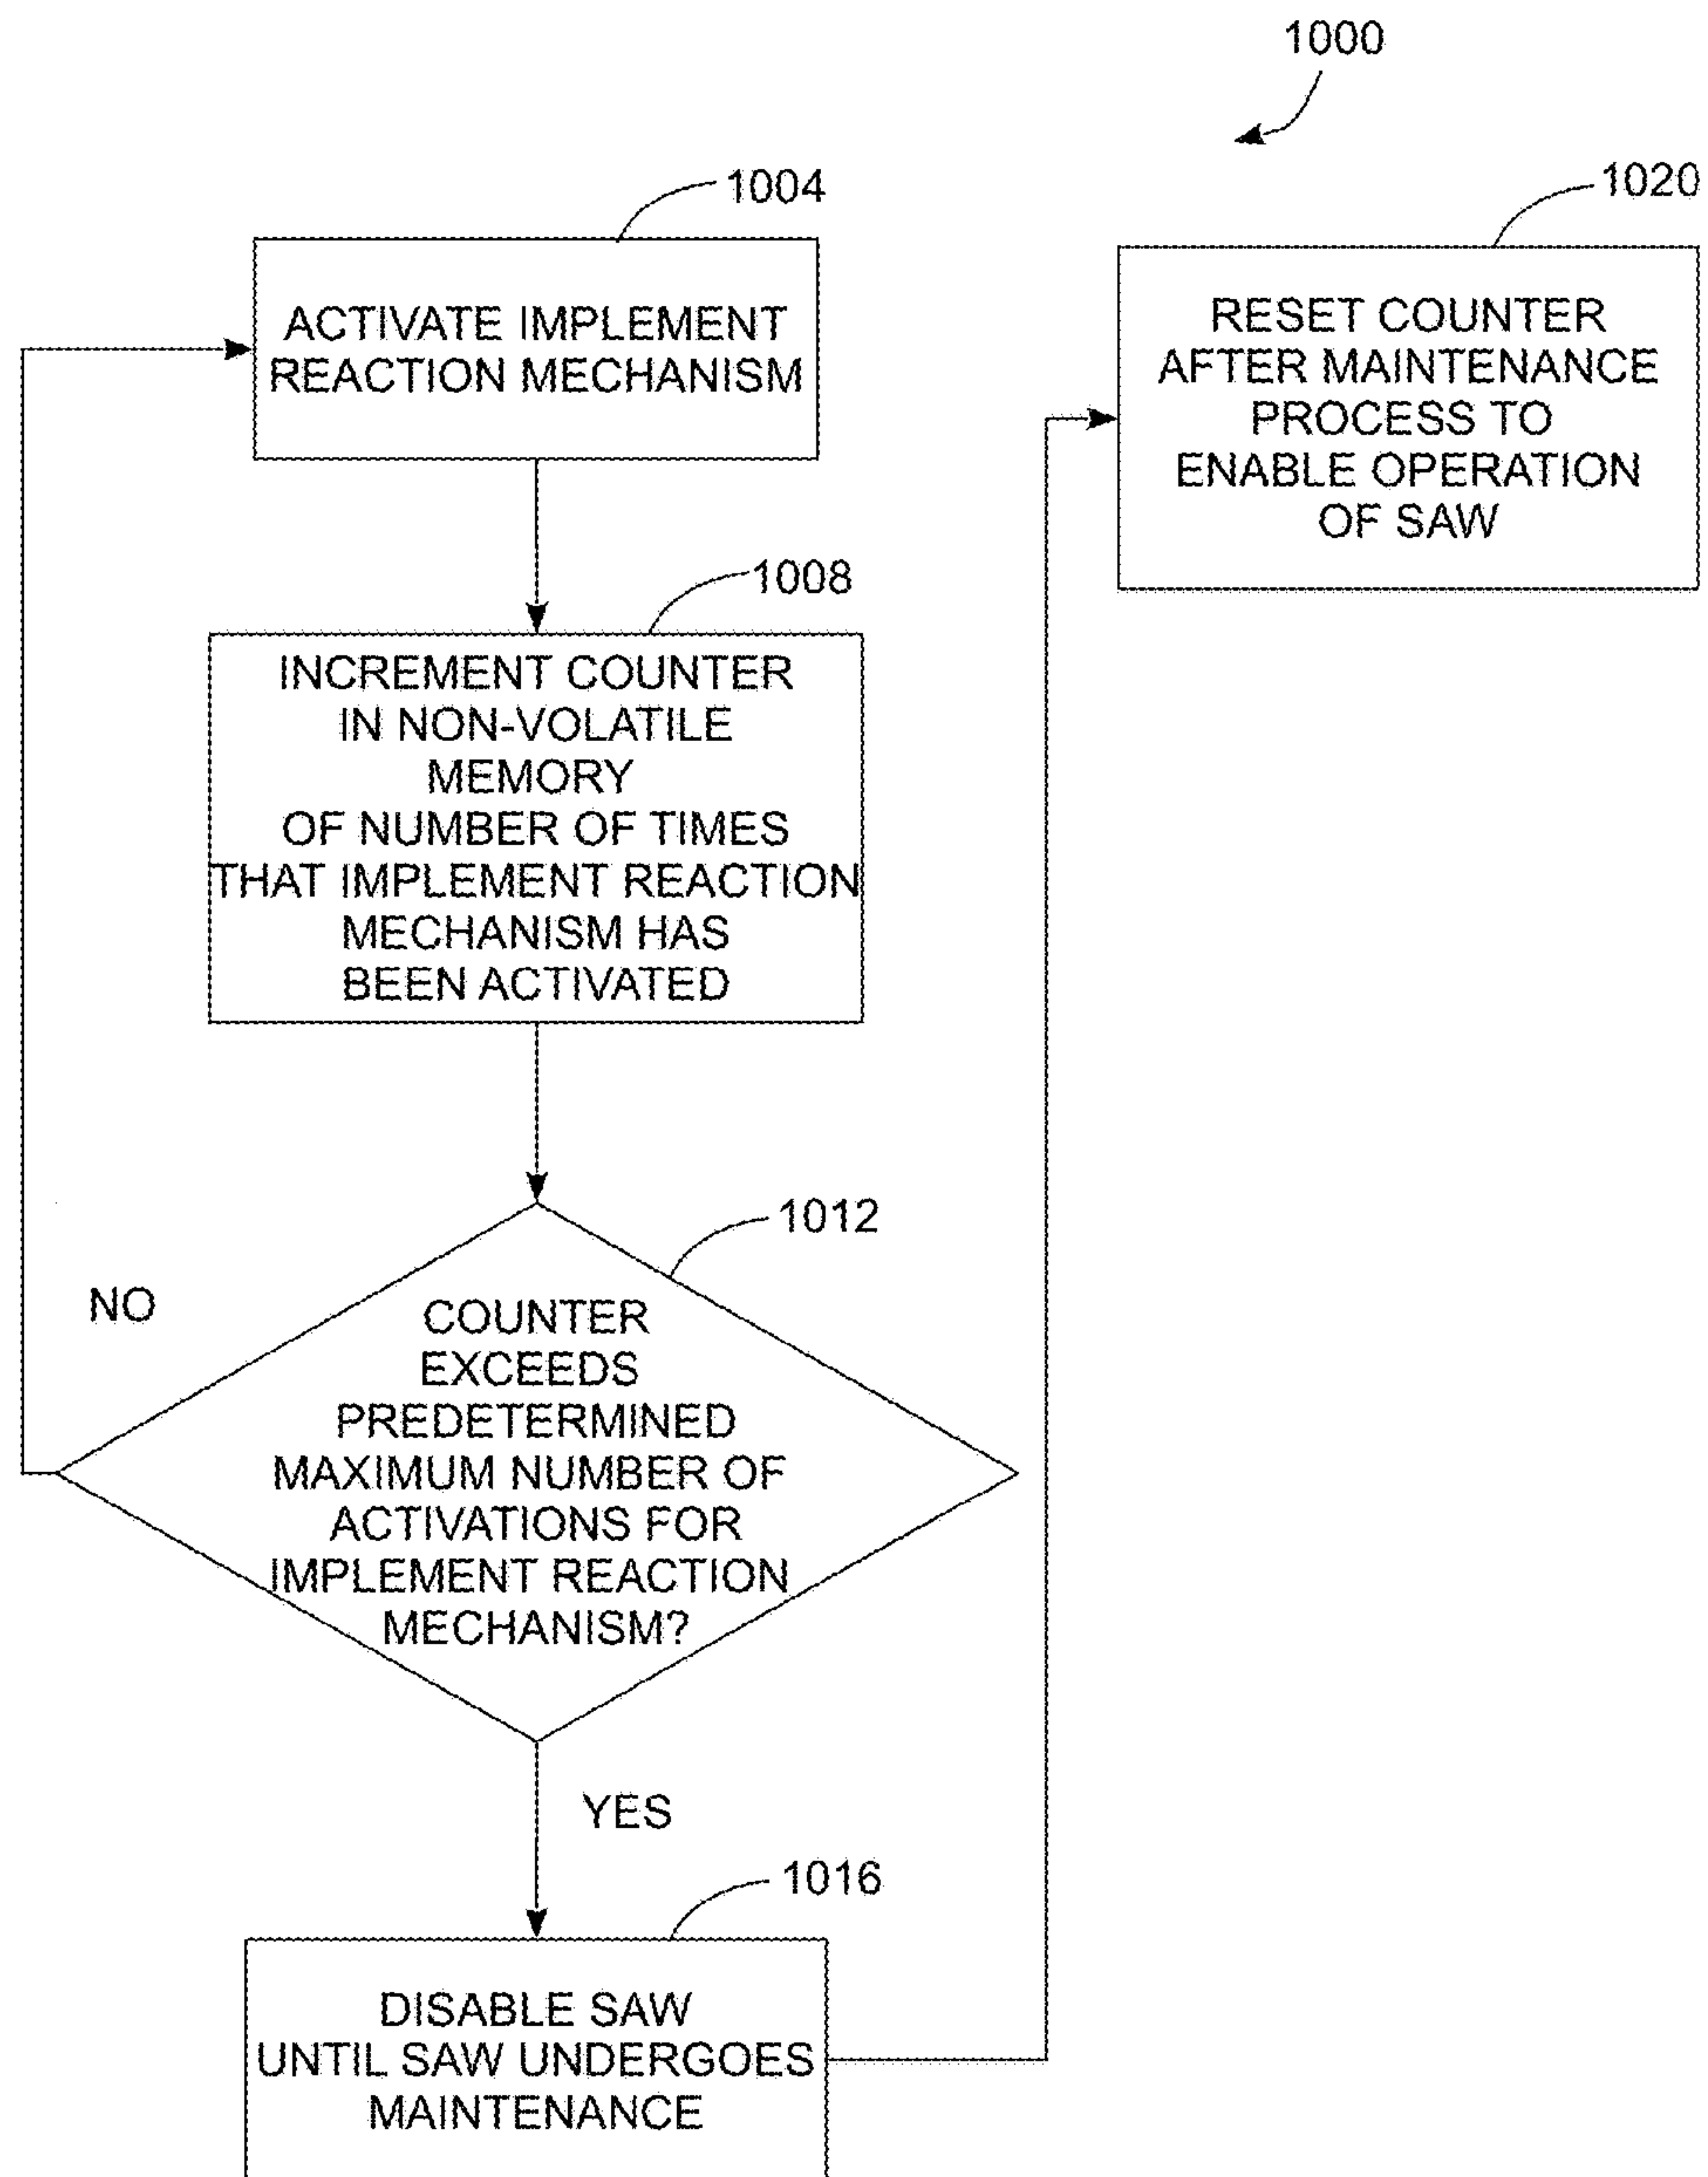 1000
1004
ACTIVATE IMPLEMENT
REACTION MECHANISM
1008
INCREMENT COUNTER
IN NON-VOLATILE
MEMORY
OF NUMBER OF TIMES
THAT IMPLEMENT REACTION
MECHANISM HAS
BEEN ACTIVATED
1012
NO
COUNTER
EXCEEDS
PREDETERMINED
MAXIMUM NUMBER OF
ACTIVATIONS FOR
IMPLEMENT REACTION
MECHANISM?
YES
1016
DISABLE SAW
UNTIL SAW UNDERGOES
MAINTENANCE
1020
RESET COUNTER
AFTER MAINTENANCE
PROCESS TO
ENABLE OPERATION
OF SAW